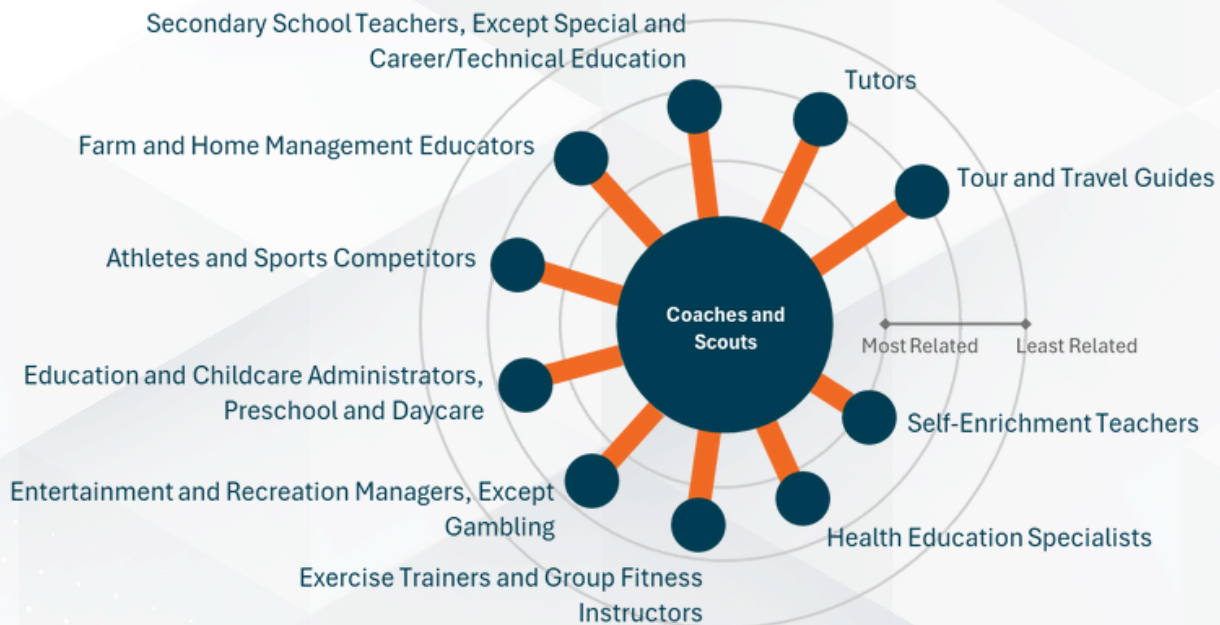 Secondary School Teachers, Except Special and
Career/Technical Education
Tutors
Farm and Home Management Educators
Tour and Travel Guides
Athletes and Sports Competitors
Coaches and
Scouts
Most Related
Least Related
Education and Childcare Administrators,
Preschool and Daycare
Self-Enrichment Teachers
Entertainment and Recreation Managers, Except
Gambling
Health Education Specialists
Exercise Trainers and Group Fitness
Instructors